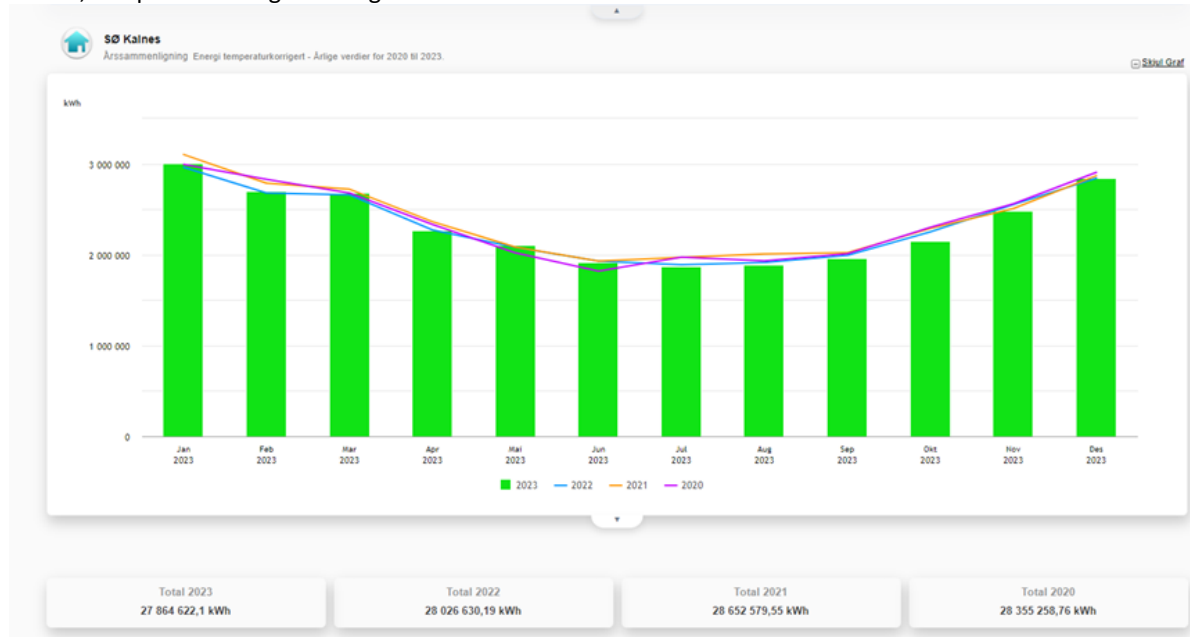 SØ Kalnes
Årssammenligning Energi temperaturkorrigert - Årlige verdier for 2020 til 2023.
Skjul Graf
kWh
3 000 000
2 000 000
1 000 000
0
Jan 2023
Feb 2023
Mar 2023
Apr 2023
Mai 2023
Jun 2023
Jul 2023
Aug 2023
Sep 2023
Okt 2023
Nov 2023
Des 2023
2023 2022 2021 2020
Total 2023
27 864 622,1 kWh
Total 2022
28 026 630,19 kWh
Total 2021
28 652 579,55 kWh
Total 2020
28 355 258,76 kWh